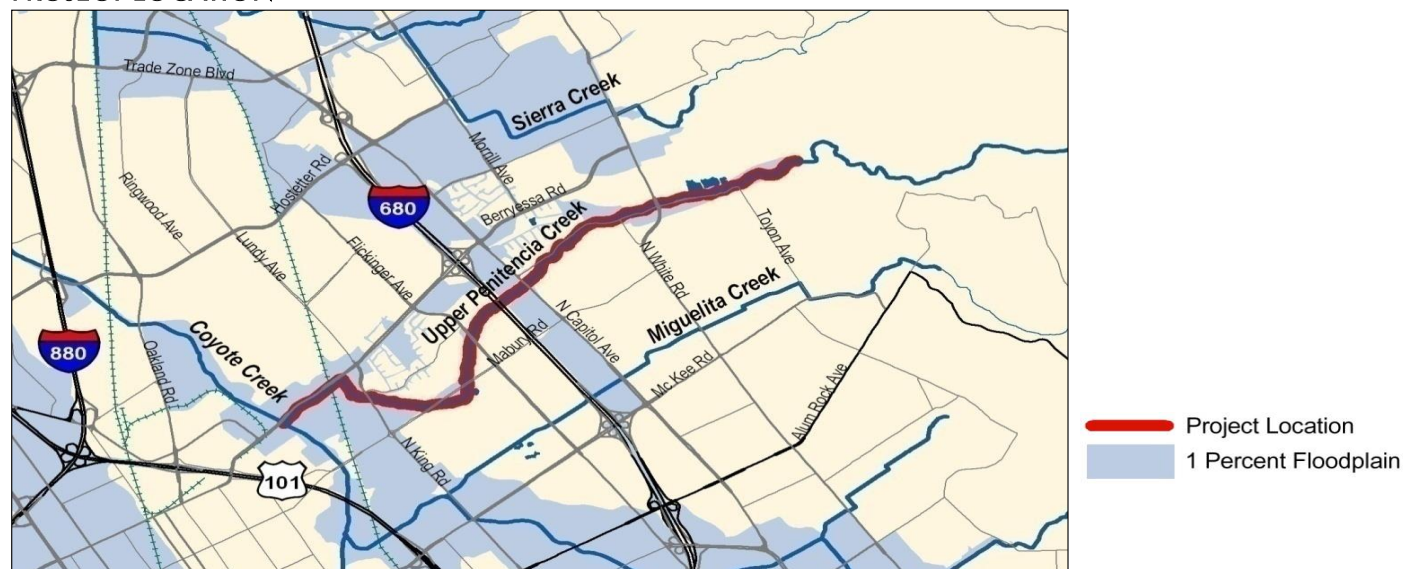 Trade Zone Blvd
Sierra Creek
Morrill Ave
Hostetter Rd
Ringwood Ave
680
Berryessa Rd
Lundy Ave
Flickinger Ave
Upper Penitencia Creek
Toyon Ave
N White Rd
Miguelita Creek
N Capitol Ave
Mabury Rd
Coyote Creek
880
Oakland Rd
Mc Kee Rd
Alum Rock Ave
N King Rd
101
Project Location
1 Percent Floodplain